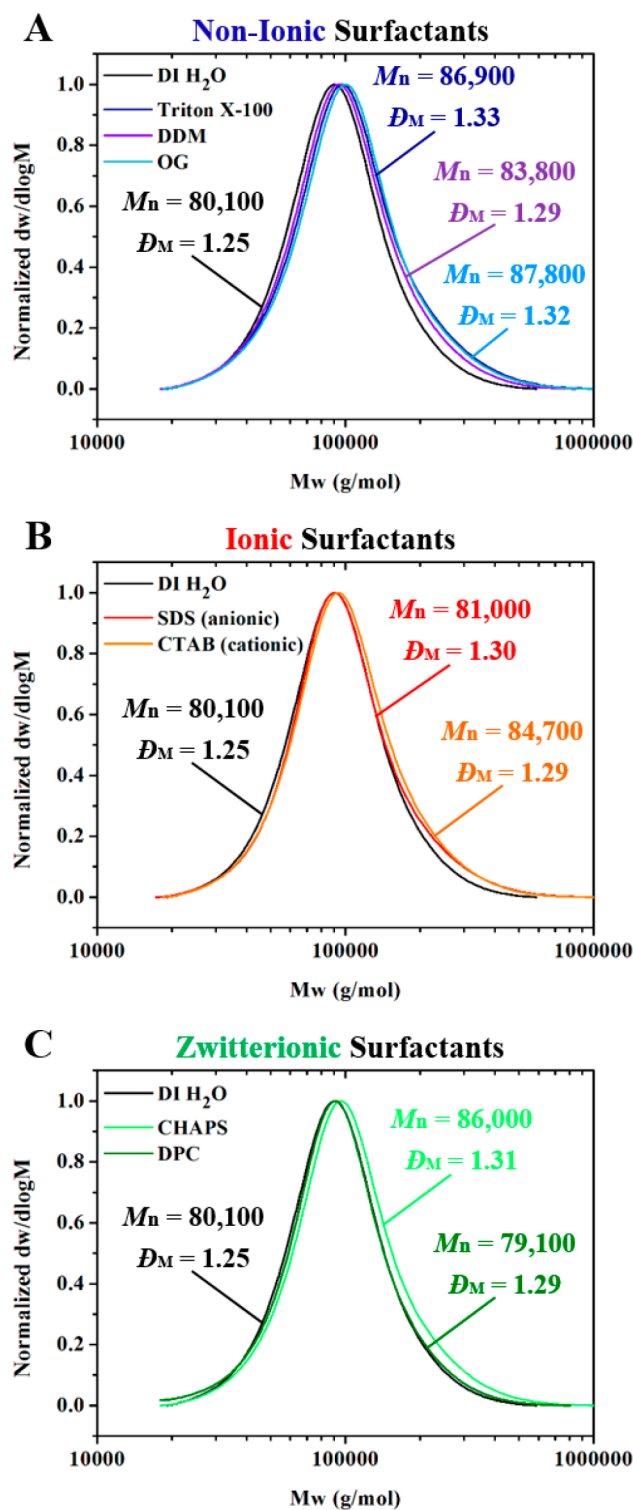 A
Non-Ionic Surfactants
DI H₂O
Triton X-100
DDM
OG
Mn = 80,100
ĐM = 1.25
Mn = 86,900
ĐM = 1.33
Mn = 83,800
ĐM = 1.29
Mn = 87,800
ĐM = 1.32
Normalized dw/dlogM
1.0
0.8
0.6
0.4
0.2
0.0
10000
100000
1000000
Mw (g/mol)
B
Ionic Surfactants
DI H₂O
SDS (anionic)
CTAB (cationic)
Mn = 80,100
ĐM = 1.25
Mn = 81,000
ĐM = 1.30
Mn = 84,700
ĐM = 1.29
Normalized dw/dlogM
1.0
0.8
0.6
0.4
0.2
0.0
10000
100000
1000000
Mw (g/mol)
C
Zwitterionic Surfactants
DI H₂O
CHAPS
DPC
Mn = 80,100
ĐM = 1.25
Mn = 86,000
ĐM = 1.31
Mn = 79,100
ĐM = 1.29
Normalized dw/dlogM
1.0
0.8
0.6
0.4
0.2
0.0
10000
100000
1000000
Mw (g/mol)